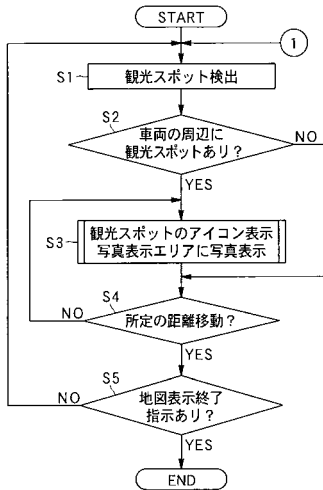 START
1
S1
観光スポット検出
S2
車両の周辺に
観光スポットあり?
NO
YES
S3
観光スポットのアイコン表示
写真表示エリアに写真表示
S4
所定の距離移動?
NO
YES
S5
地図表示終了
指示あり?
NO
YES
END